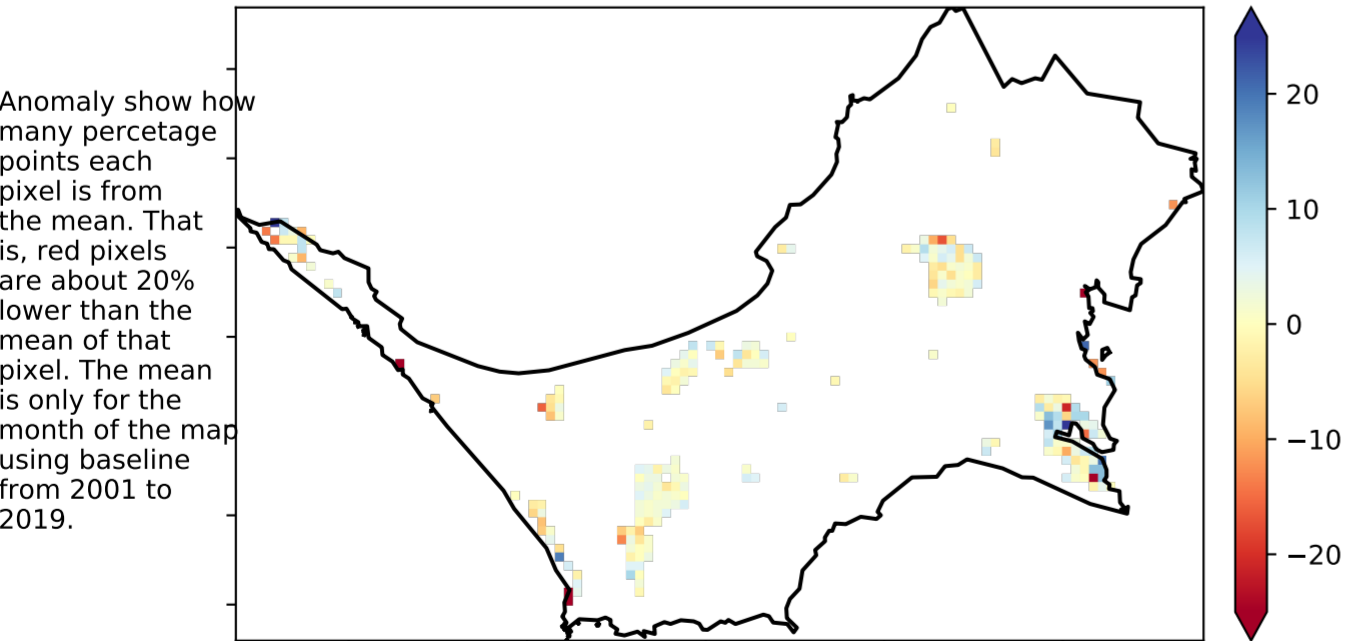 Anomaly show how
many percetage
points each
pixel is from
the mean. That
is, red pixels
are about 20%
lower than the
mean of that
pixel. The mean
is only for the
month of the map
using baseline
from 2001 to
2019.
20
10
0
−10
−20